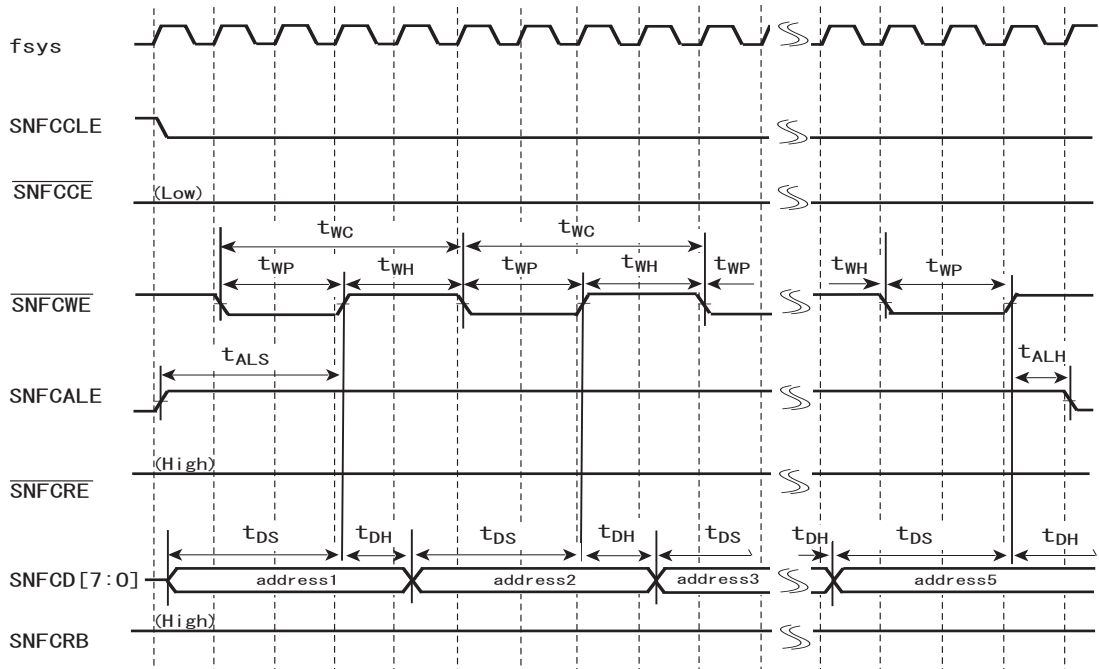 fsys
SNFCCLE
SNFCCE
(Low)
tWC tWC
tWP tWH tWP tWH tWP tWH tWP
SNFCWE
tALS tALH
SNFCALE
(High)
SNFCRE
tDS tDH tDS tDH tDS tDH tDS tDH
SNFCD[7:0] address1 address2 address3 address5
(High)
SNFCRB